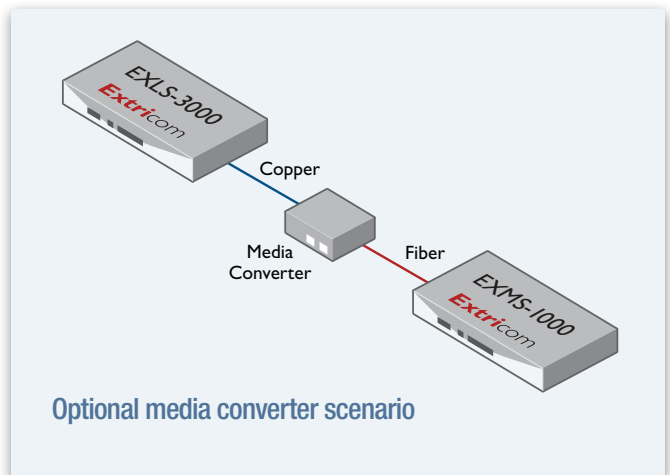 EXLS-3000
Extricom
Copper
Media
Converter
Fiber
EXMS-1000
Extricom
Optional media converter scenario